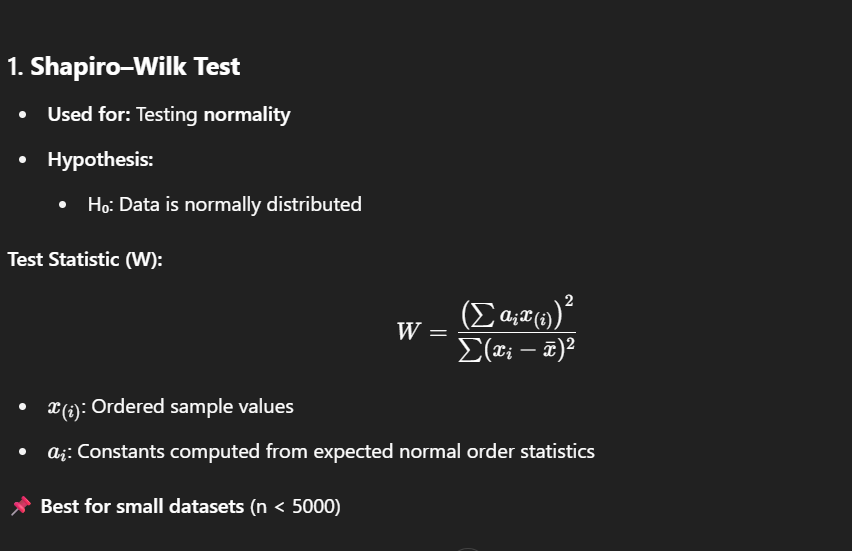 1. Shapiro–Wilk Test
• Used for: Testing normality
• Hypothesis:
• H₀: Data is normally distributed
Test Statistic (W):
W = (∑ aᵢx₍ᵢ₎)² / ∑(xᵢ − x̄)²
• x₍ᵢ₎: Ordered sample values
• aᵢ: Constants computed from expected normal order statistics
📌 Best for small datasets (n < 5000)